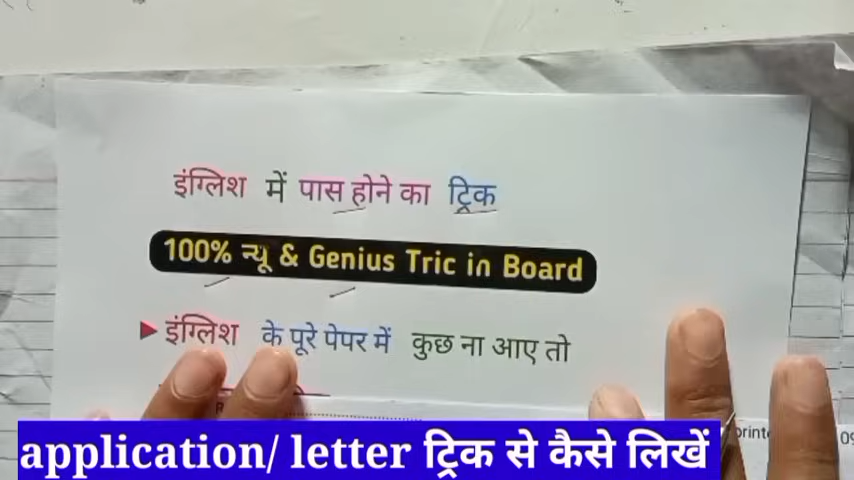 इंग्लिश में पास होने का ट्रिक
100% न्यू & Genius Tric in Board
इंग्लिश के पूरे पेपर में कुछ ना आए तो
application/ letter ट्रिक से कैसे लिखें